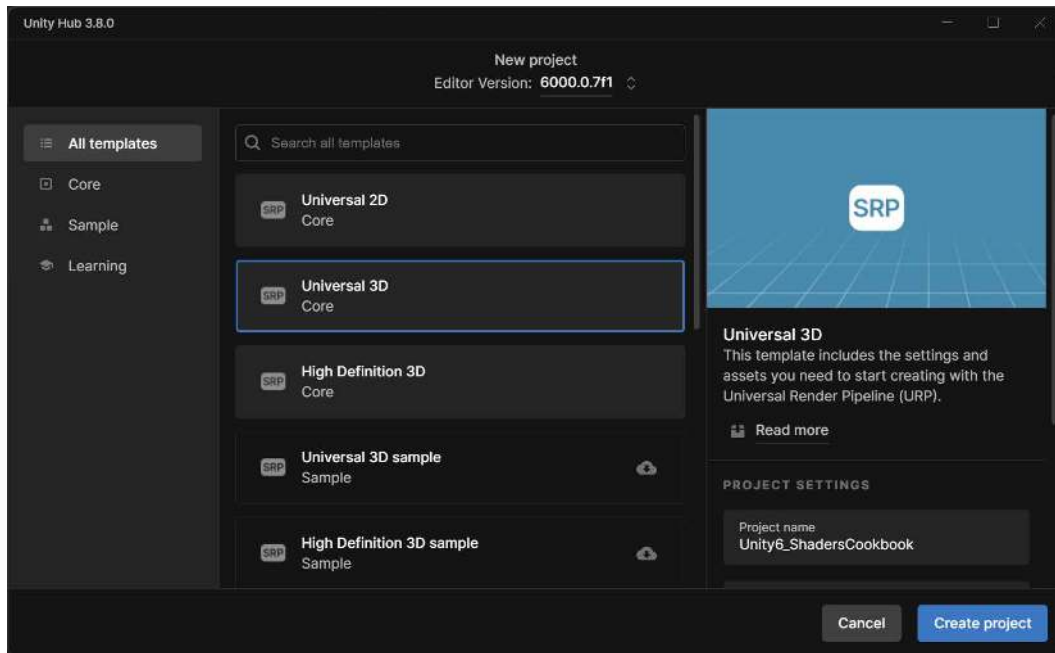 Unity Hub 3.8.0
New project
Editor Version: 6000.0.7f1
All templates
Core
Sample
Learning
Search all templates
SRP
Universal 2D
Core
SRP
Universal 3D
Core
SRP
High Definition 3D
Core
SRP
Universal 3D sample
Sample
SRP
High Definition 3D sample
Sample
SRP
Universal 3D
This template includes the settings and
assets you need to start creating with the
Universal Render Pipeline (URP).
Read more
PROJECT SETTINGS
Project name
Unity6_ShadersCookbook
Cancel
Create project